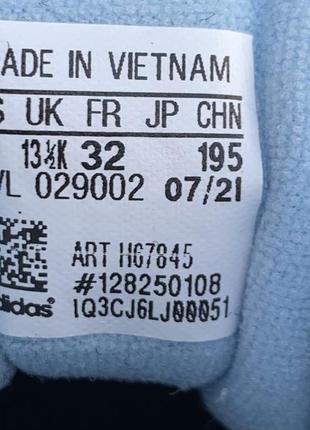 ADE IN VIETNAM
S UK FR JP CHN
13½K 32 195
VL 029002 07/21
ART HG7845
#128250108
IQ3CJ6LJ00051
adidas